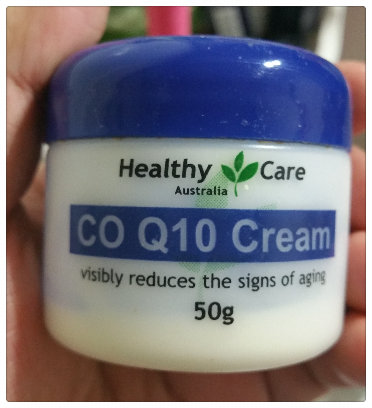 Healthy Care
Australia
CO Q10 Cream
visibly reduces the signs of aging
50g